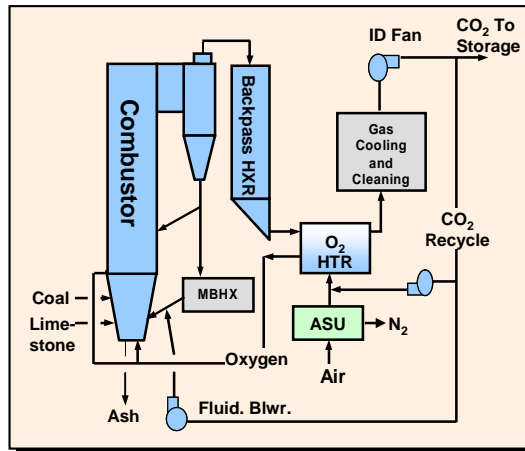 ID Fan
CO2 To
Storage
Combustor
Backpass HXR
Gas
Cooling
and
Cleaning
CO2
Recycle
O2
HTR
Coal
Lime-
stone
MBHX
ASU
N2
Oxygen
Air
Ash
Fluid. Blwr.